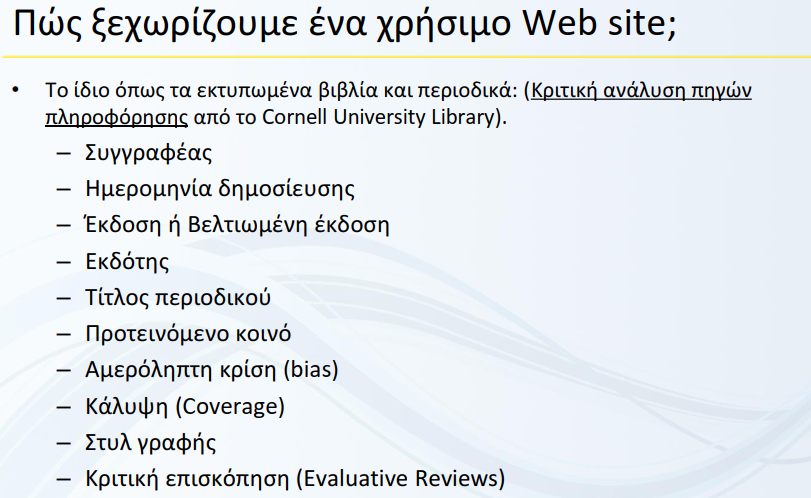 Πώς ξεχωρίζουμε ένα χρήσιμο Web site;
• Το ίδιο όπως τα εκτυπωμένα βιβλία και περιοδικά: (Κριτική ανάλυση πηγών
πληροφόρησης από το Cornell University Library).
– Συγγραφέας
– Ημερομηνία δημοσίευσης
– Έκδοση ή Βελτιωμένη έκδοση
– Εκδότης
– Τίτλος περιοδικού
– Προτεινόμενο κοινό
– Αμερόληπτη κρίση (bias)
– Κάλυψη (Coverage)
– Στυλ γραφής
– Κριτική επισκόπηση (Evaluative Reviews)